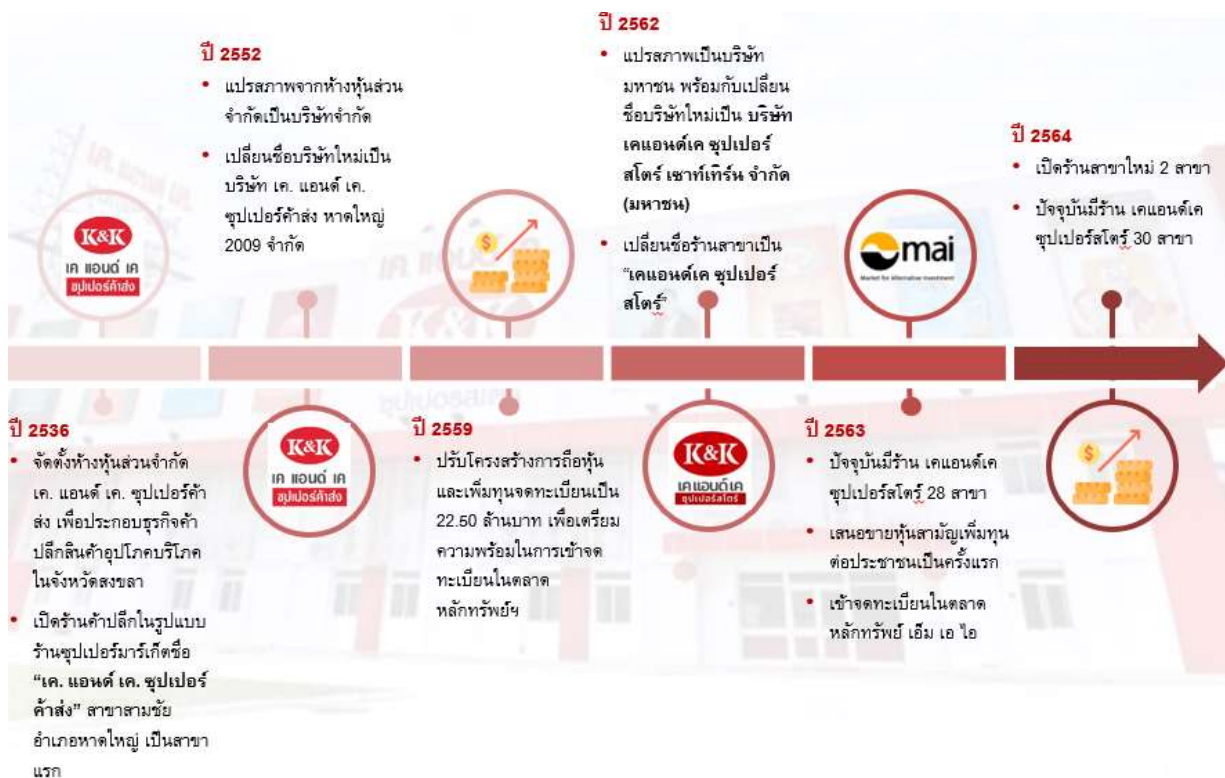 ปี 2536
• จัดตั้งห้างหุ้นส่วนจำกัด
เค. แอนด์ เค. ซุปเปอร์ค้า
ส่ง เพื่อประกอบธุรกิจค้า
ปลีกสินค้าอุปโภคบริโภค
ในจังหวัดสงขลา
• เปิดร้านค้าปลีกในรูปแบบ
ร้านซุปเปอร์มาร์เก็ตชื่อ
“เค. แอนด์ เค. ซุปเปอร์
ค้าส่ง” สาขาสามชัย
อำเภอหาดใหญ่ เป็นสาขา
แรก
K&K
เค แอนด์ เค
ซุปเปอร์ค้าส่ง
ปี 2552
• แปรสภาพจากห้างหุ้นส่วน
จำกัดเป็นบริษัทจำกัด
• เปลี่ยนชื่อบริษัทใหม่เป็น
บริษัท เค. แอนด์ เค.
ซุปเปอร์ค้าส่ง หาดใหญ่
2009 จำกัด
K&K
เค แอนด์ เค
ซุปเปอร์ค้าส่ง
ปี 2559
• ปรับโครงสร้างการถือหุ้น
และเพิ่มทุนจดทะเบียนเป็น
22.50 ล้านบาท เพื่อเตรียม
ความพร้อมในการเข้าจด
ทะเบียนในตลาด
หลักทรัพย์ฯ
$
ปี 2562
• แปรสภาพเป็นบริษัท
มหาชน พร้อมกับเปลี่ยน
ชื่อบริษัทใหม่เป็น บริษัท
เคแอนด์เค ซุปเปอร์
สโตร์ เซาท์เทิร์น จำกัด
(มหาชน)
• เปลี่ยนชื่อร้านสาขาเป็น
“เคแอนด์เค ซุปเปอร์
สโตร์”
K&K
เคแอนด์เค
ซุปเปอร์สโตร์
ปี 2563
• ปัจจุบันมีร้าน เคแอนด์เค
ซุปเปอร์สโตร์ 28 สาขา
• เสนอขายหุ้นสามัญเพิ่มทุน
ต่อประชาชนเป็นครั้งแรก
• เข้าจดทะเบียนในตลาด
หลักทรัพย์ เอ็ม เอ ไอ
mai
Market for Alternative Investment
ปี 2564
• เปิดร้านสาขาใหม่ 2 สาขา
• ปัจจุบันมีร้าน เคแอนด์เค
ซุปเปอร์สโตร์ 30 สาขา
$